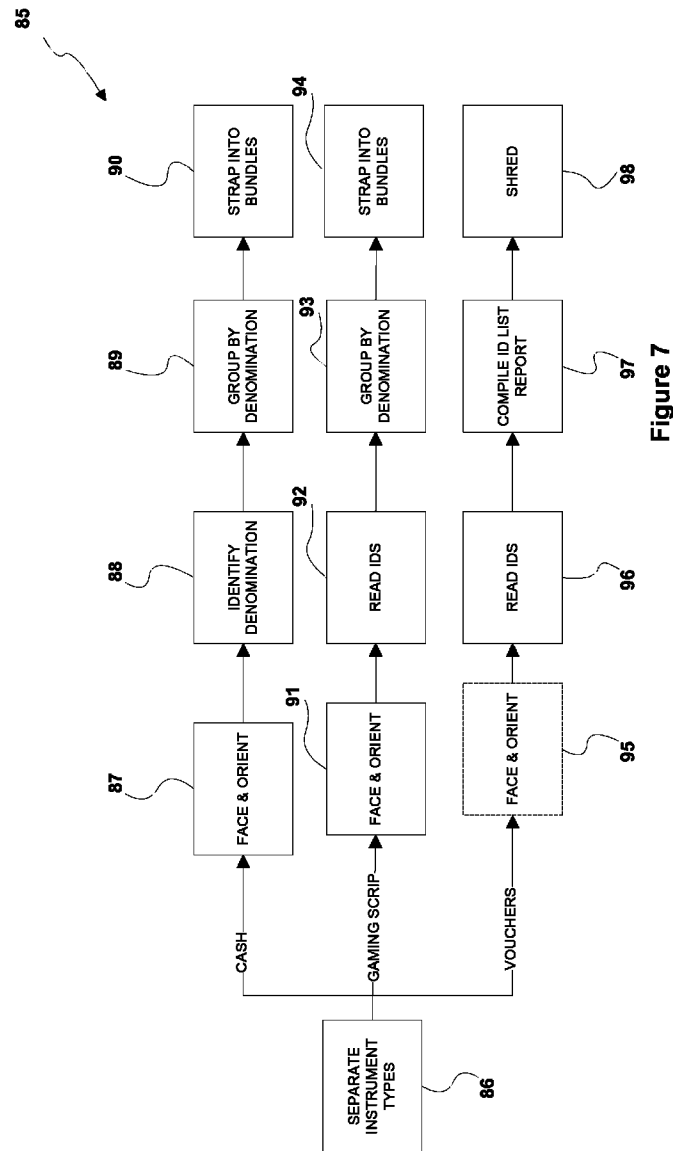 85
90
STRAP INTO
BUNDLES
94
STRAP INTO
BUNDLES
SHRED
98
89
GROUP BY
DENOMINATION
93
GROUP BY
DENOMINATION
COMPILE ID LIST
REPORT
97
88
IDENTIFY
DENOMINATION
92
READ IDS
READ IDS
96
87
FACE & ORIENT
91
FACE & ORIENT
FACE & ORIENT
95
CASH
GAMING SCRIP
VOUCHERS
SEPARATE
INSTRUMENT
TYPES
86
Figure 7